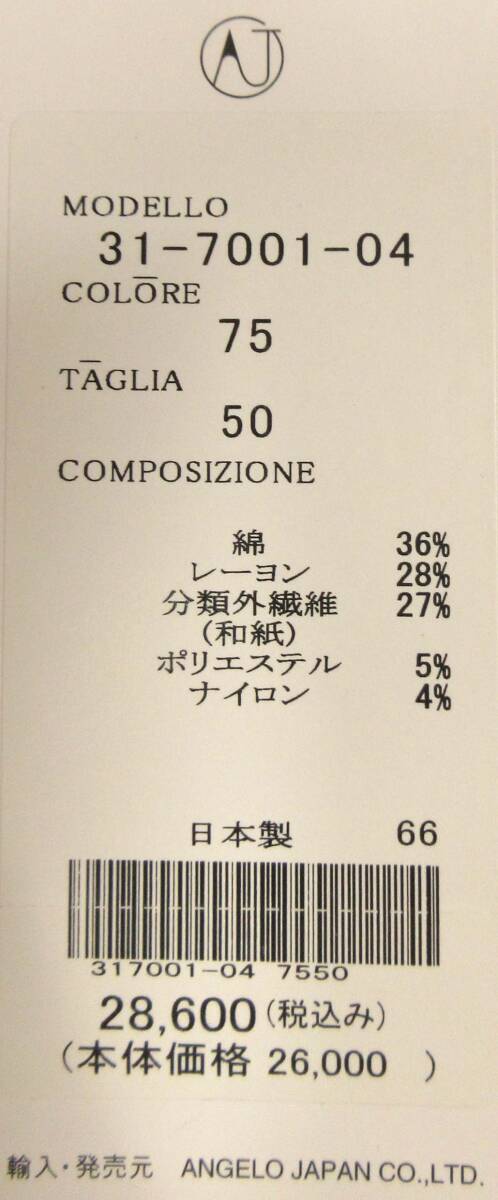 AJ
MODELLO
31-7001-04
COLŌRE
75
TĀGLIA
50
COMPOSIZIONE
綿 36%
レーヨン 28%
分類外繊維 27%
(和紙)
ポリエステル 5%
ナイロン 4%
日本製 66
317001-04 7550
28,600(税込み)
(本体価格 26,000 )
輸入・発売元 ANGELO JAPAN CO.,LTD.